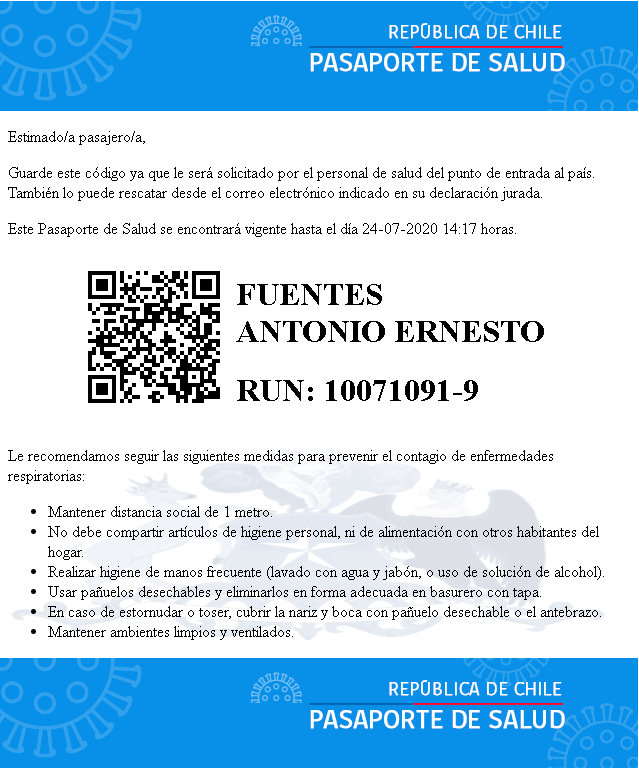 REPÚBLICA DE CHILE
PASAPORTE DE SALUD
Estimado/a pasajero/a,
Guarde este código ya que le será solicitado por el personal de salud del punto de entrada al país.
También lo puede rescatar desde el correo electrónico indicado en su declaración jurada.
Este Pasaporte de Salud se encontrará vigente hasta el día 24-07-2020 14:17 horas.
FUENTES
ANTONIO ERNESTO
RUN: 10071091-9
Le recomendamos seguir las siguientes medidas para prevenir el contagio de enfermedades
respiratorias:
• Mantener distancia social de 1 metro.
• No debe compartir artículos de higiene personal, ni de alimentación con otros habitantes del
hogar.
• Realizar higiene de manos frecuente (lavado con agua y jabón, o uso de solución de alcohol).
• Usar pañuelos desechables y eliminarlos en forma adecuada en basurero con tapa.
• En caso de estornudar o toser, cubrir la nariz y boca con pañuelo desechable o el antebrazo.
• Mantener ambientes limpios y ventilados.
REPÚBLICA DE CHILE
PASAPORTE DE SALUD